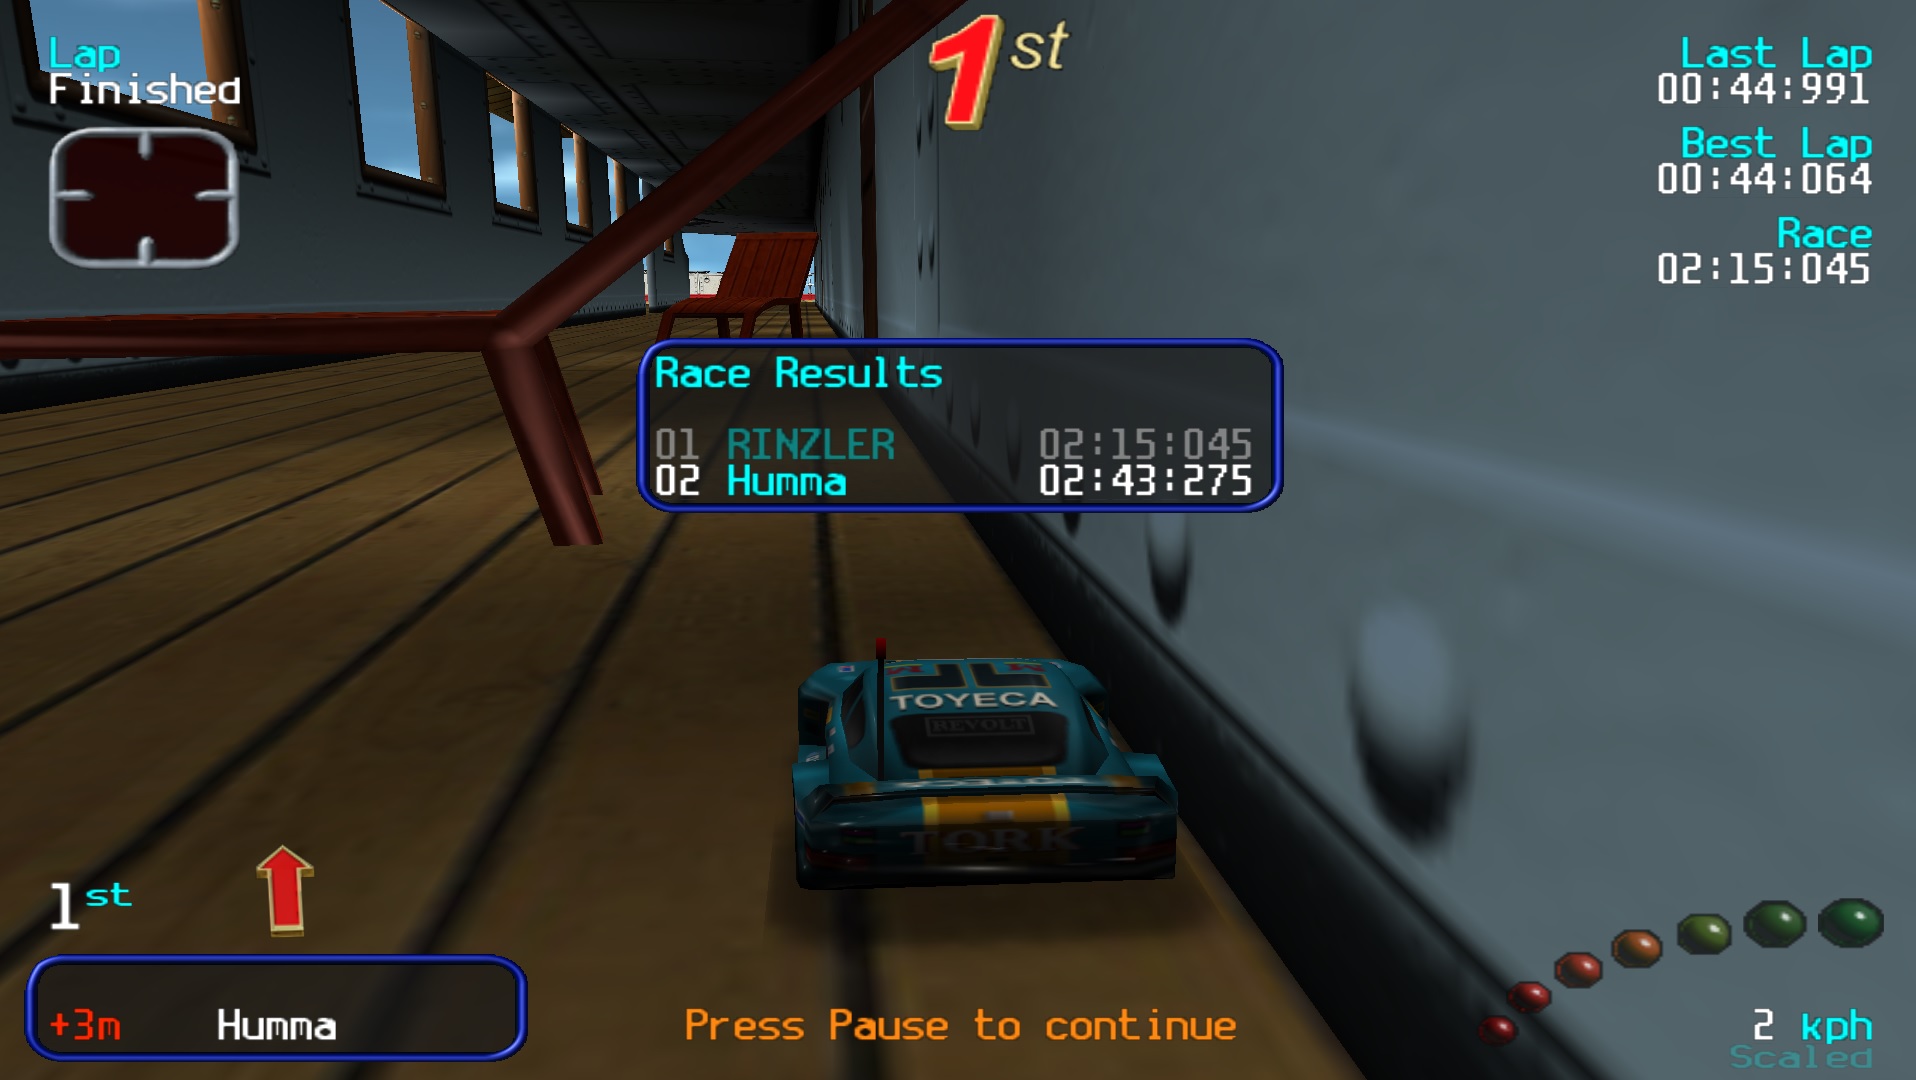 Lap
Finished
1st
Last Lap
00:44:991
Best Lap
00:44:064
Race
02:15:045
Race Results
01 RINZLER 02:15:045
02 Humma 02:43:275
TOYECA
REVOLT
TORK
1st
+3m Humma
Press Pause to continue
2 kph
Scaled